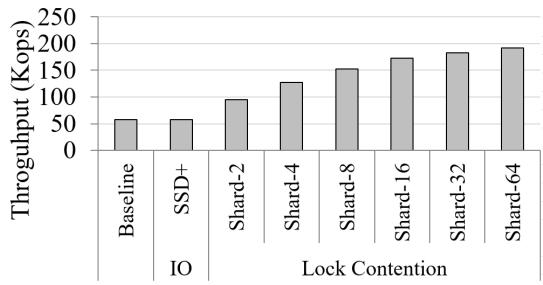 Throguhput (Kops)
250
200
150
100
50
0
Baseline
SSD+
Shard-2
Shard-4
Shard-8
Shard-16
Shard-32
Shard-64
IO
Lock Contention